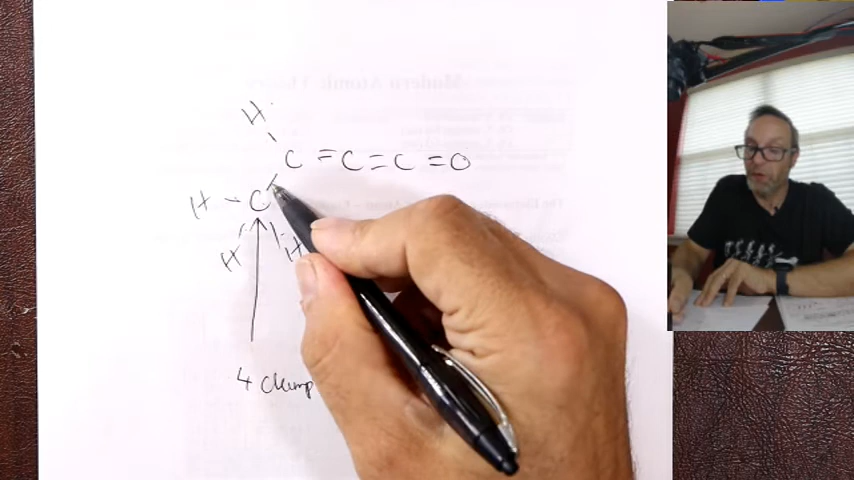 H
C = C = C = O
H - C
H H
4 Clump